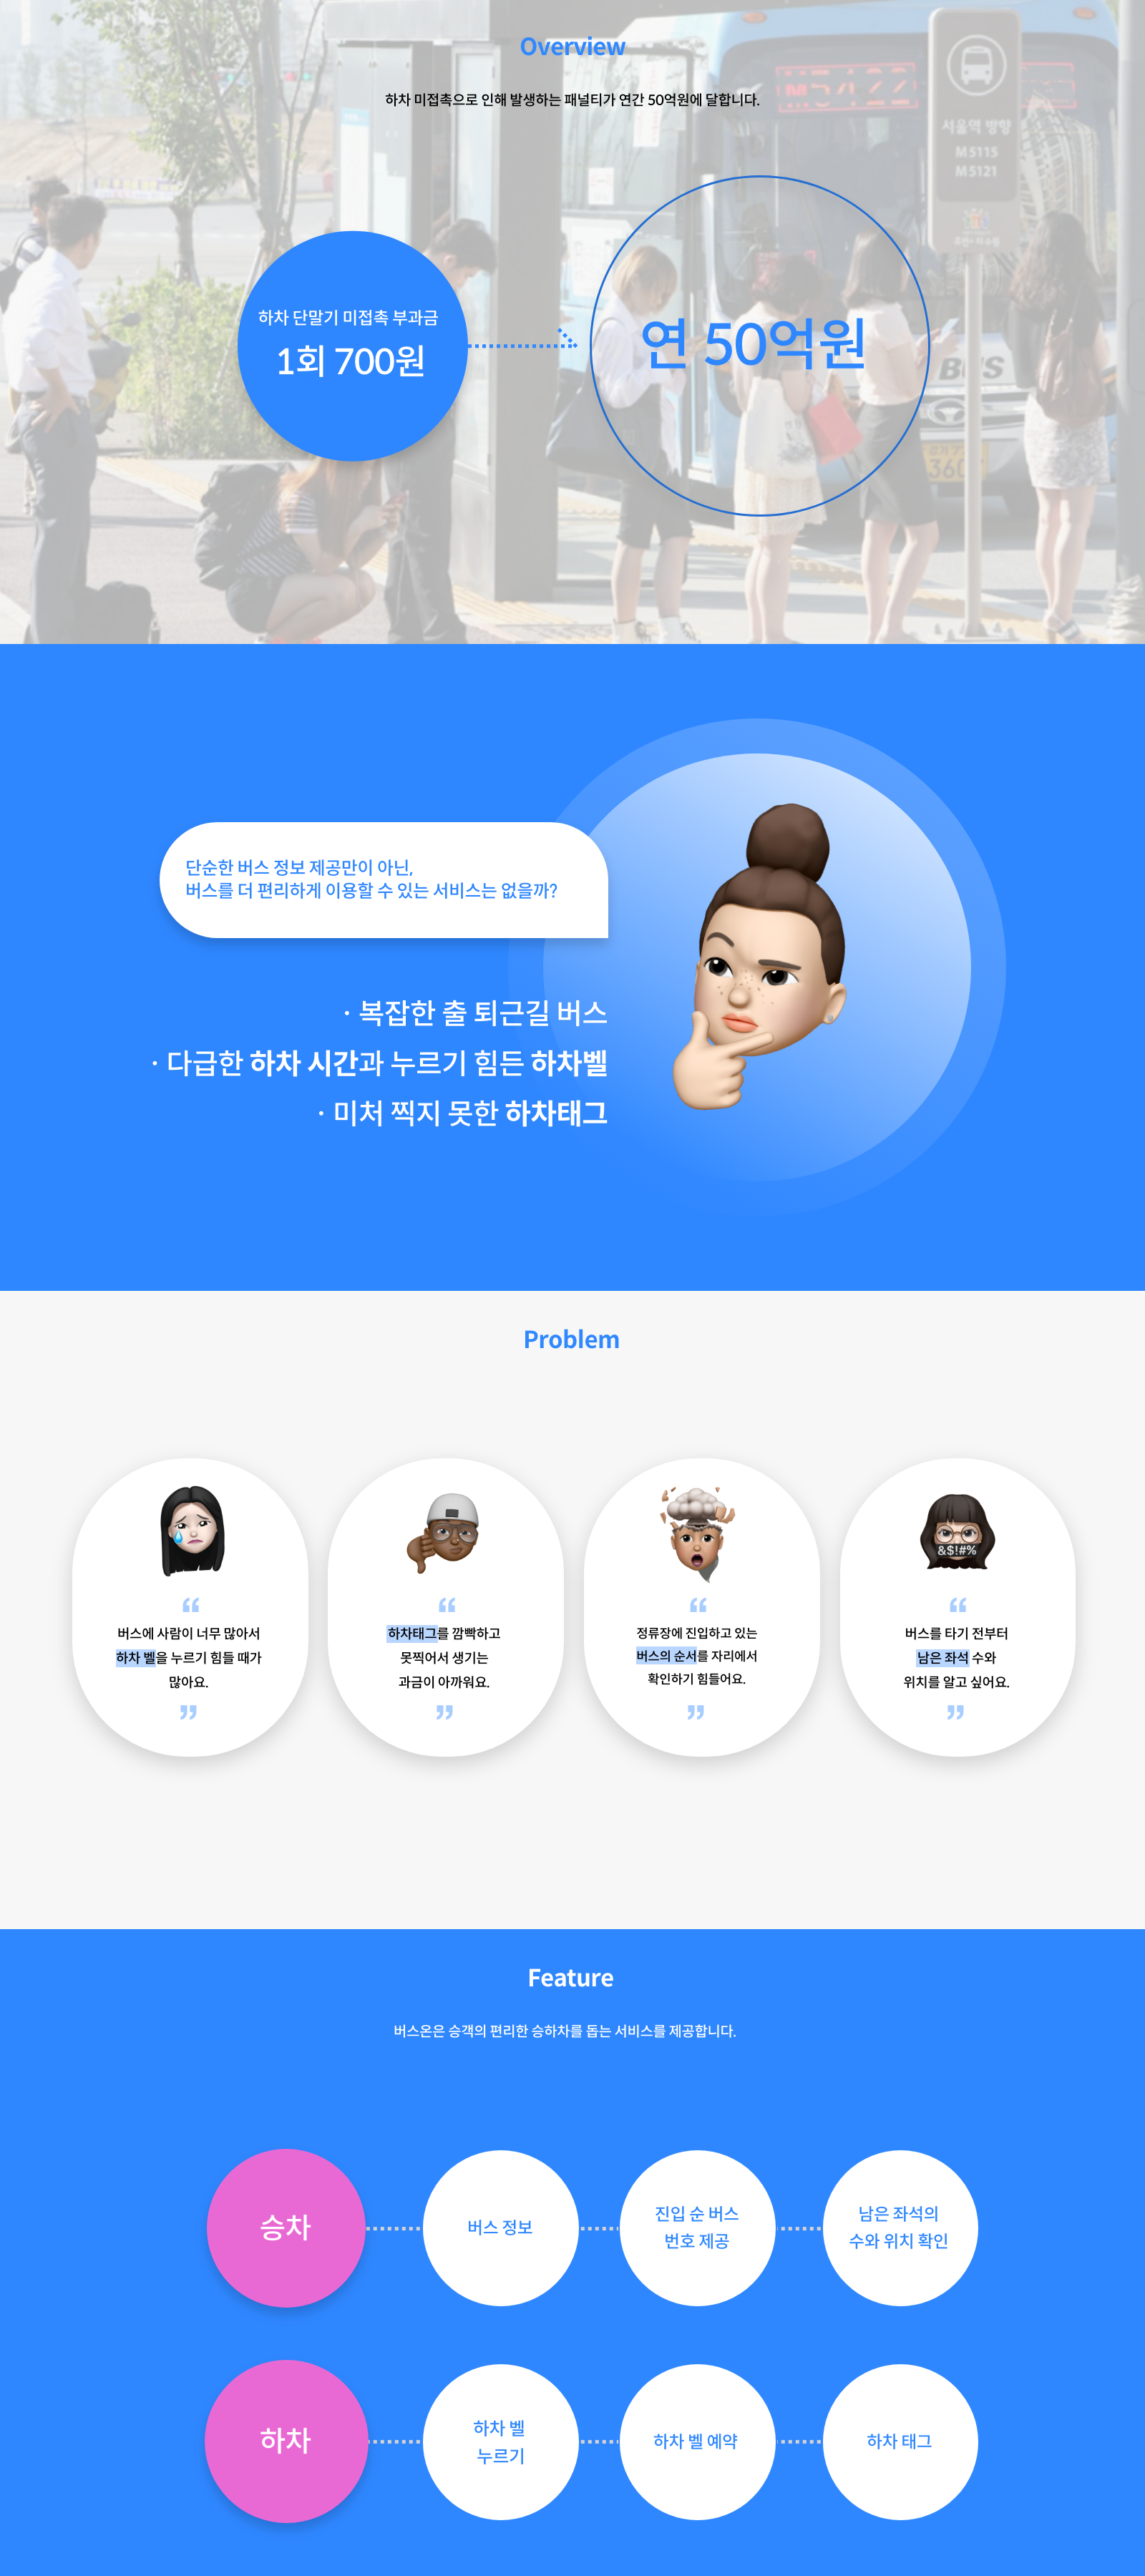 Overview
하차 미접촉으로 인해 발생하는 패널티가 연간 50억원에 달합니다.
서울역 방향
M5115
M5121
하차 단말기 미접촉 부과금
1회 700원
연 50억원
BUS
360
단순한 버스 정보 제공만이 아닌,
버스를 더 편리하게 이용할 수 있는 서비스는 없을까?
· 복잡한 출 퇴근길 버스
· 다급한 하차 시간과 누르기 힘든 하차벨
· 미처 찍지 못한 하차태그
Problem
&$!#%
“
버스에 사람이 너무 많아서
하차 벨을 누르기 힘들 때가
많아요.
”
“
하차태그를 깜빡하고
못찍어서 생기는
과금이 아까워요.
”
“
정류장에 진입하고 있는
버스의 순서를 자리에서
확인하기 힘들어요.
”
“
버스를 타기 전부터
남은 좌석 수와
위치를 알고 싶어요.
”
Feature
버스온은 승객의 편리한 승하차를 돕는 서비스를 제공합니다.
승차
버스 정보
진입 순 버스
번호 제공
남은 좌석의
수와 위치 확인
하차
하차 벨
누르기
하차 벨 예약
하차 태그